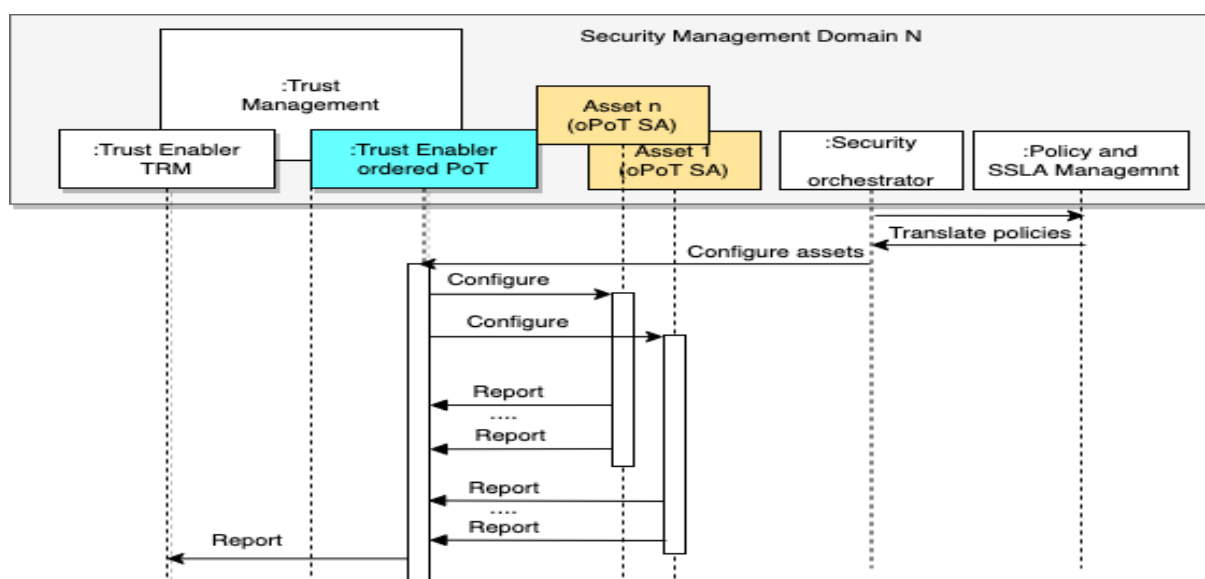 Security Management Domain N
:Trust
Management
Asset n
(oPoT SA)
:Trust Enabler
TRM
:Trust Enabler
ordered PoT
Asset 1
(oPoT SA)
:Security
orchestrator
:Policy and
SSLA Managemnt
Translate policies
Configure assets
Configure
Configure
Report
....
Report
Report
....
Report
Report